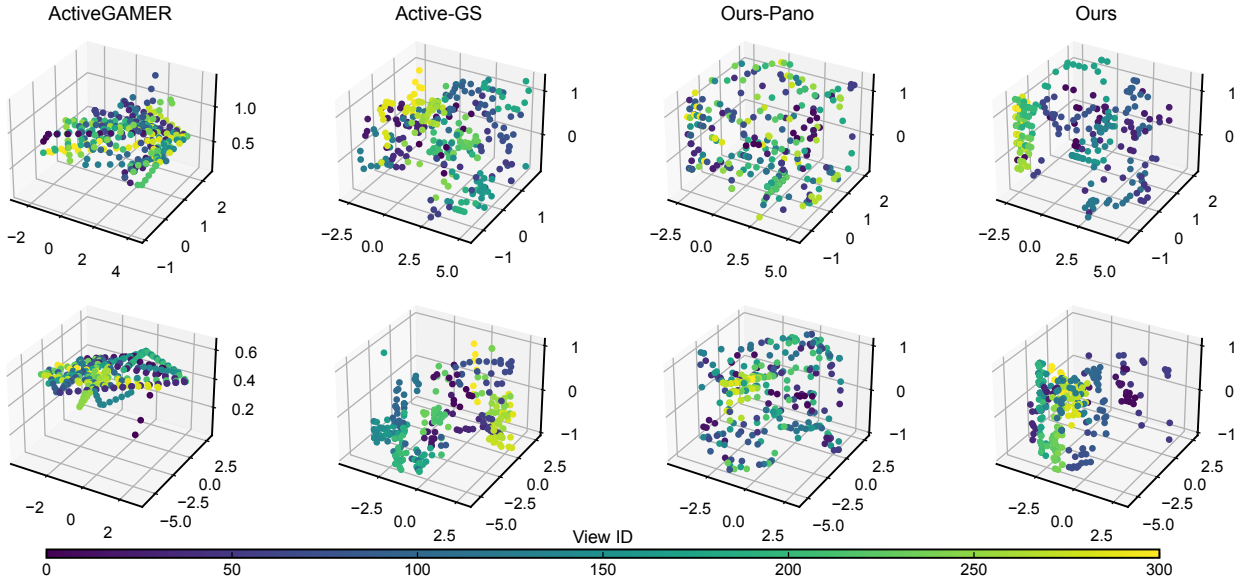 ActiveGAMER Active-GS Ours-Pano Ours
1.0 0.5 −2 0 2 4 −1 0 1 2
1 0 −2.5 0.0 2.5 5.0 −1 0 1
1 0 −2.5 0.0 2.5 5.0 −1 0 1 2
1 0 −2.5 0.0 2.5 5.0 −1 0 1 2
0.6 0.4 0.2 −2 0 2 −5.0 −2.5 0.0 2.5
1 0 −1 −2.5 0.0 2.5 −5.0 −2.5 0.0 2.5
1 0 −1 −2.5 0.0 2.5 −5.0 −2.5 0.0 2.5
1 0 −1 −2.5 0.0 2.5 −5.0 −2.5 0.0 2.5
View ID
0 50 100 150 200 250 300